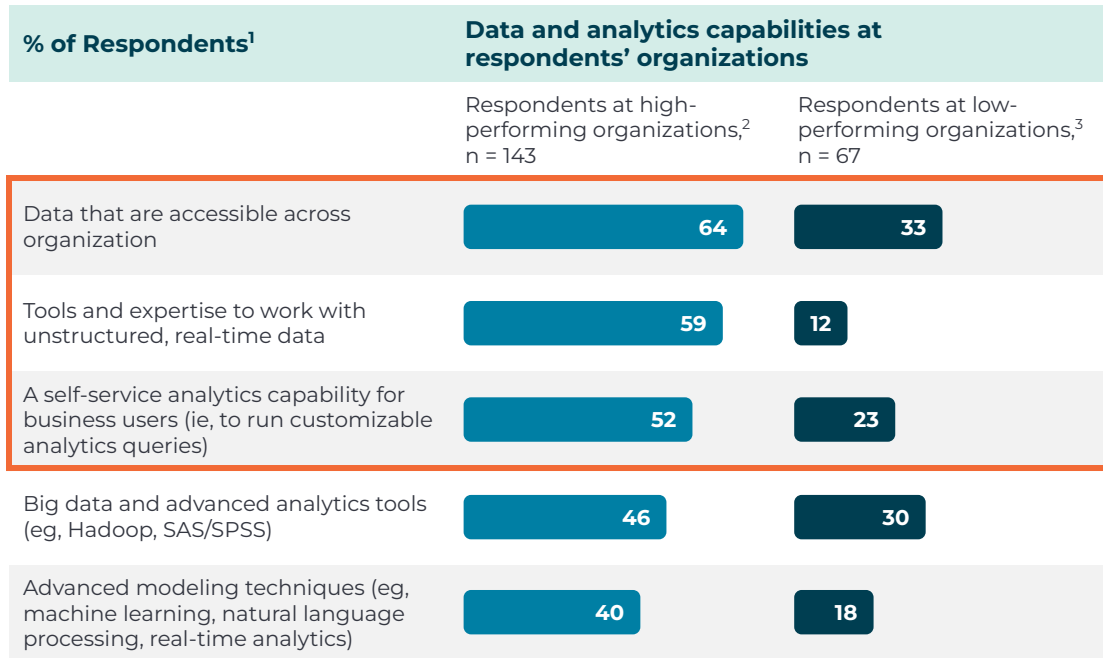 % of Respondents¹
Data and analytics capabilities at
respondents’ organizations
Respondents at high-
performing organizations,²
n = 143
Respondents at low-
performing organizations,³
n = 67
Data that are accessible across
organization
64
33
Tools and expertise to work with
unstructured, real-time data
59
12
A self-service analytics capability for
business users (ie, to run customizable
analytics queries)
52
23
Big data and advanced analytics tools
(eg, Hadoop, SAS/SPSS)
46
30
Advanced modeling techniques (eg,
machine learning, natural language
processing, real-time analytics)
40
18